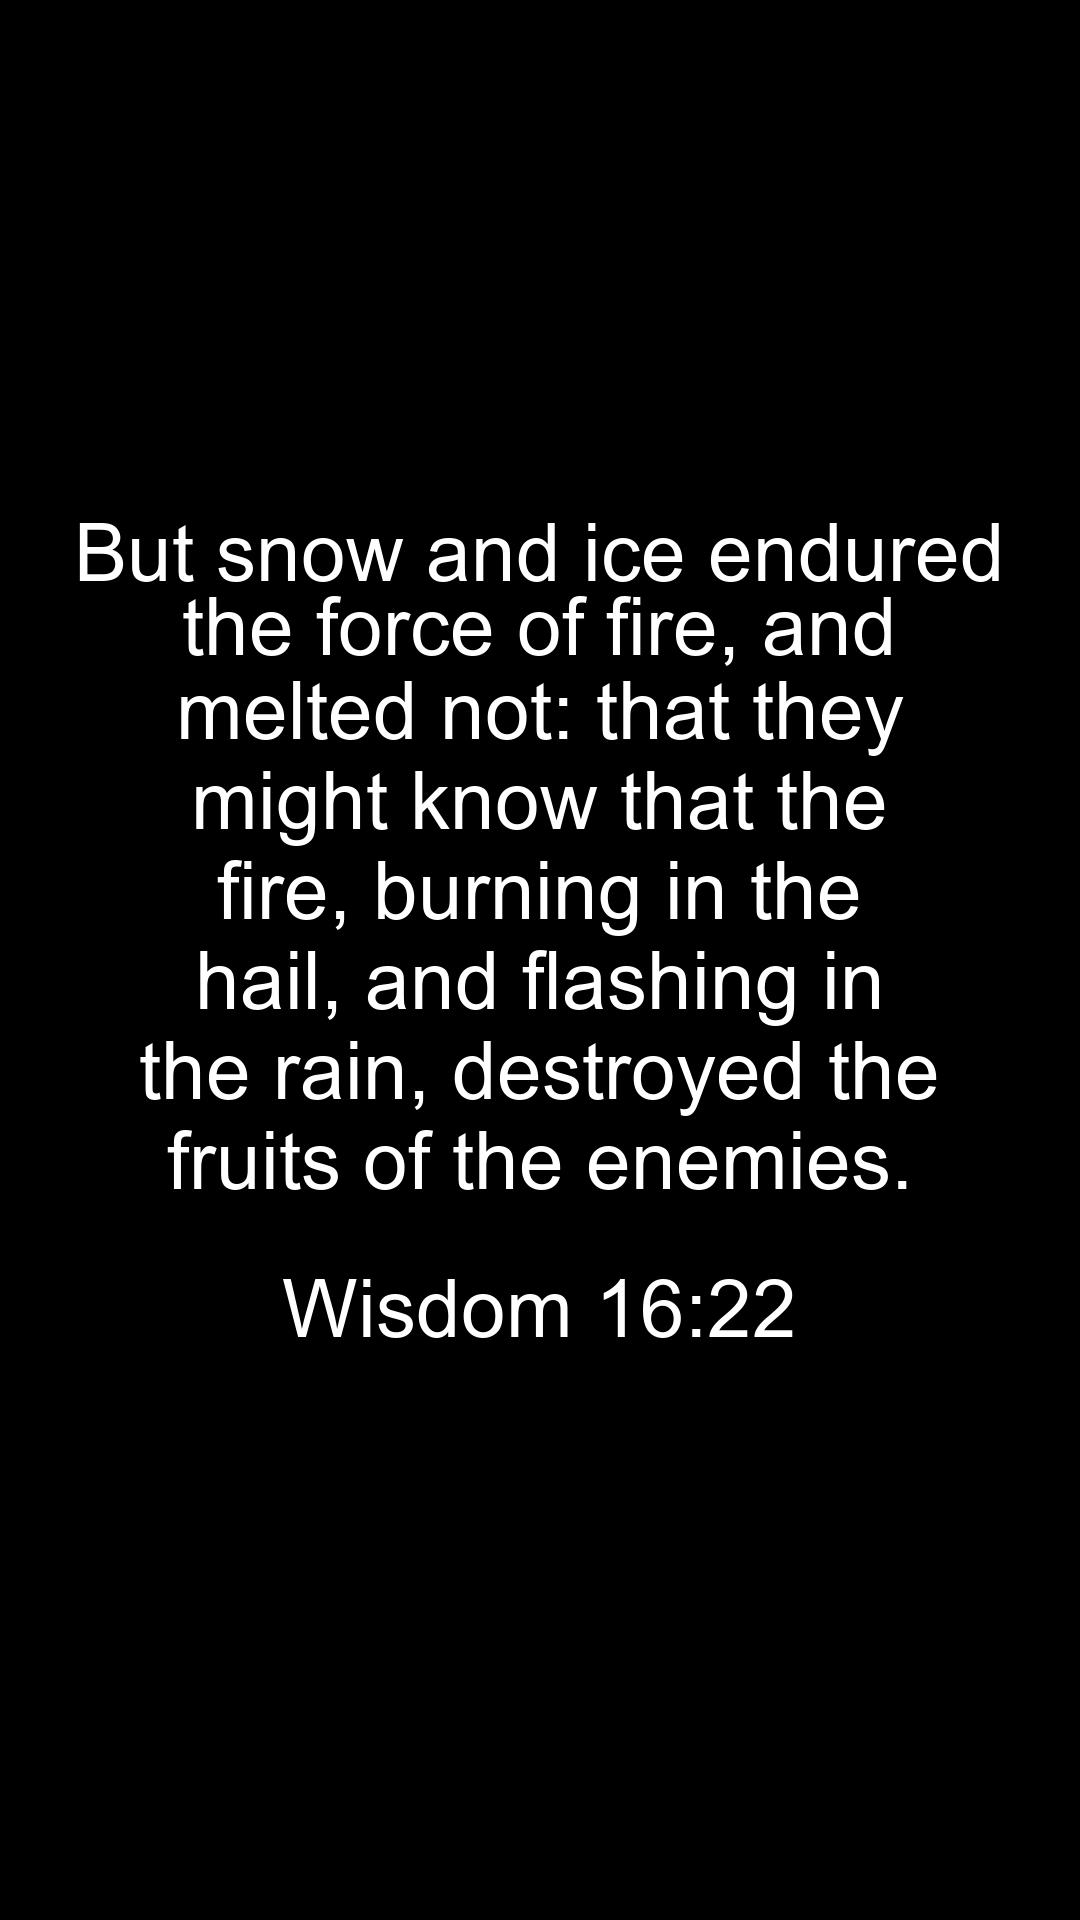 But snow and ice endured
the force of fire, and
melted not: that they
might know that the
fire, burning in the
hail, and flashing in
the rain, destroyed the
fruits of the enemies.
Wisdom 16:22